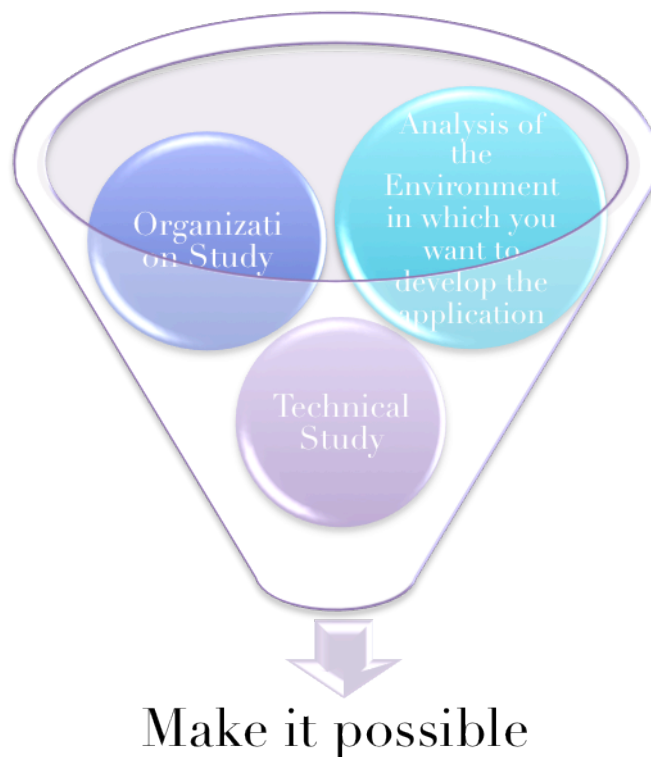 Organizati
on Study
Analysis of
the
Environment
in which you
want to
develop the
application
Technical
Study
Make it possible